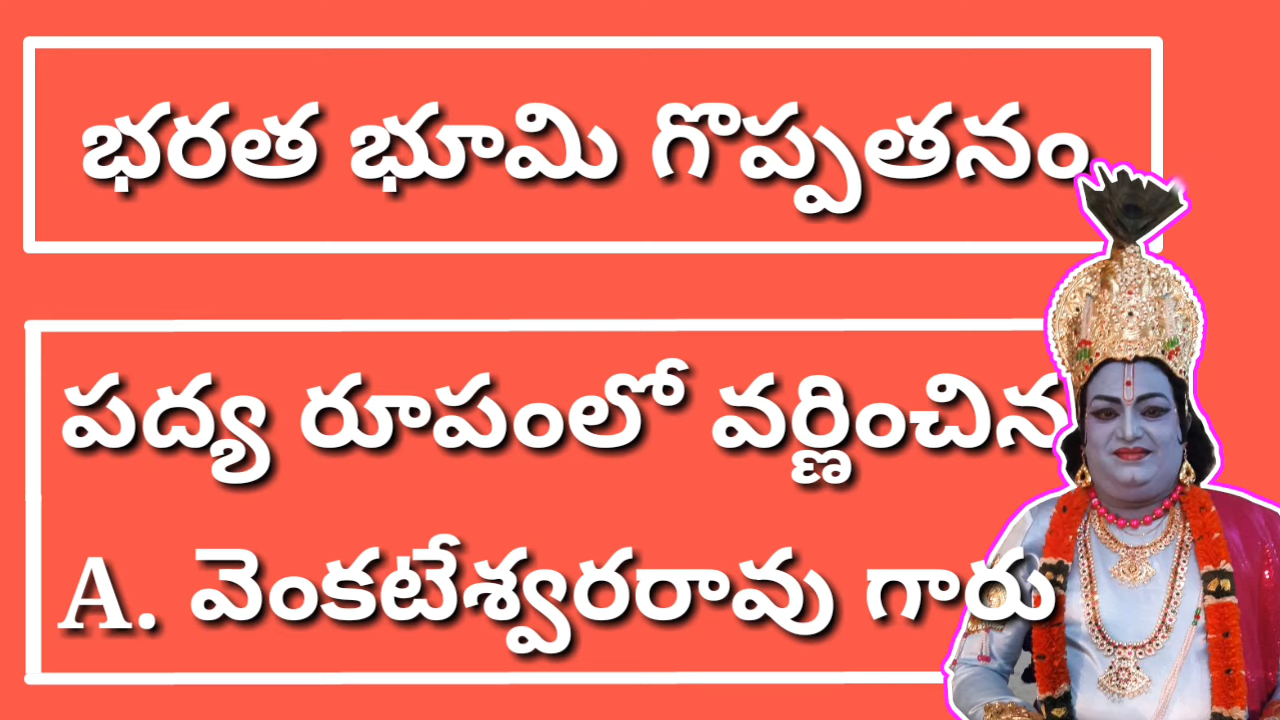 భరత భూమి గొప్పతనం
పద్య రూపంలో వర్ణించిన
A. వెంకటేశ్వరరావు గారు